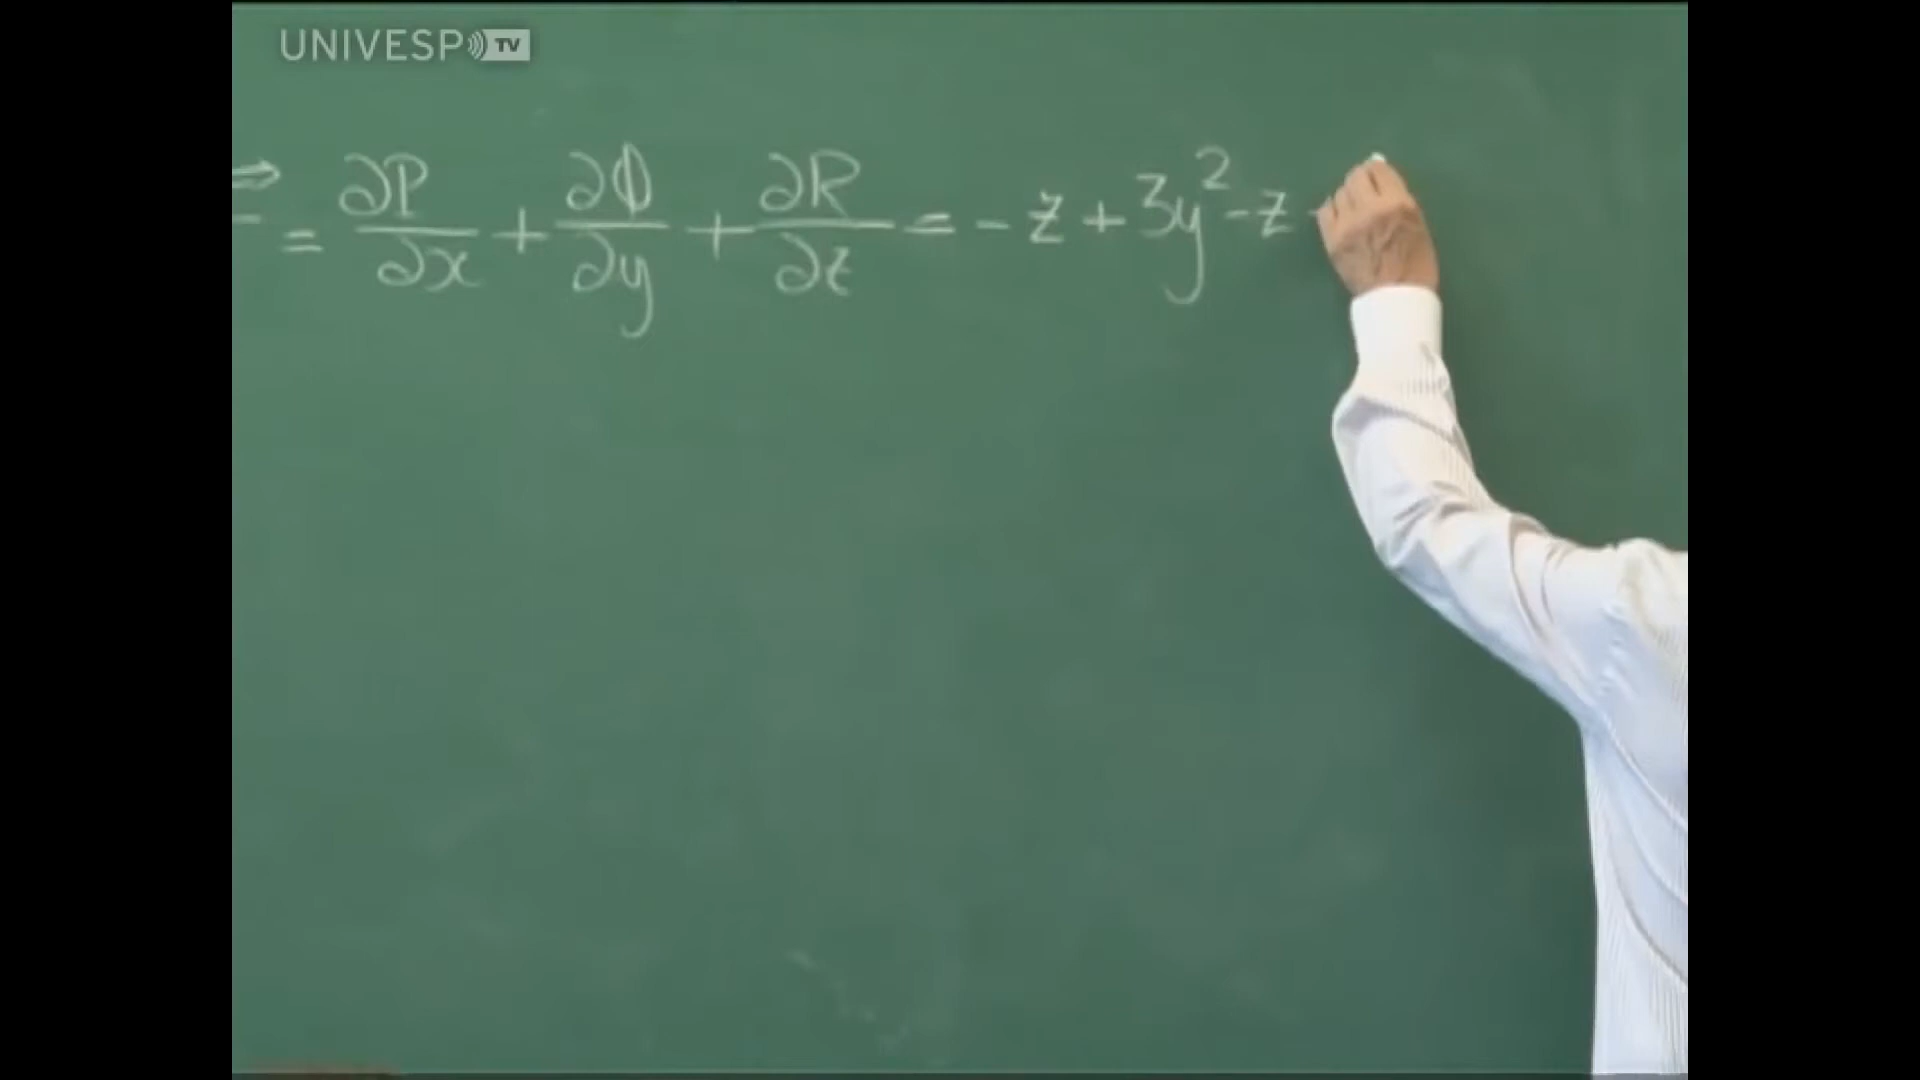 UNIVESP TV
⇒ = ∂P/∂x + ∂Q/∂y + ∂R/∂z = - z + 3y² - z